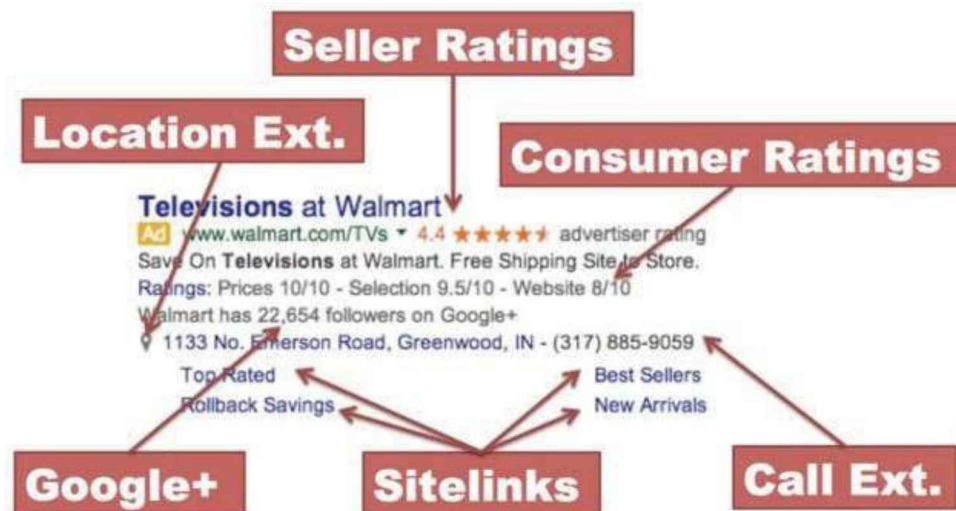 Seller Ratings
Location Ext.
Consumer Ratings
Televisions at Walmart
Ad www.walmart.com/TVs 4.4 advertiser rating
Save On Televisions at Walmart. Free Shipping Site to Store.
Ratings: Prices 10/10 - Selection 9.5/10 - Website 8/10
Walmart has 22,654 followers on Google+
1133 No. Emerson Road, Greenwood, IN - (317) 885-9059
Top Rated Best Sellers
Rollback Savings New Arrivals
Google+ Sitelinks Call Ext.